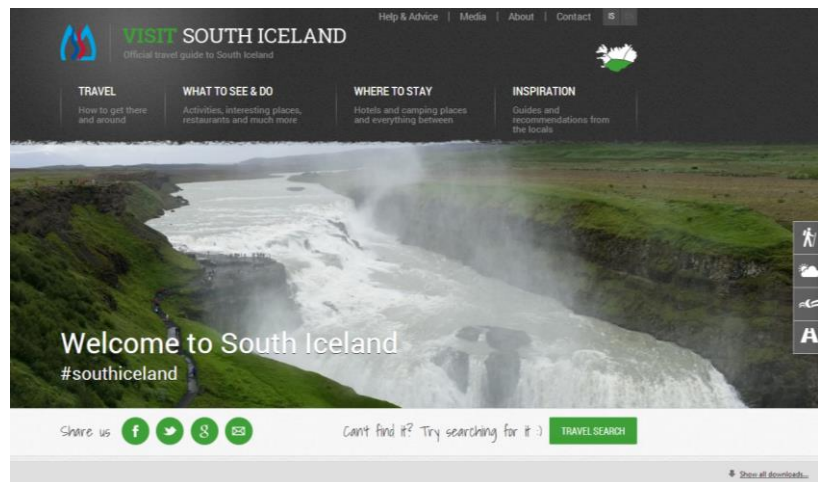 Help & Advice | Media | About | Contact
VISIT SOUTH ICELAND
Official travel guide to South Iceland
TRAVEL
How to get there
and around
WHAT TO SEE & DO
Activities, interesting places,
restaurants and much more
WHERE TO STAY
Hotels and camping places
and everything between
INSPIRATION
Guides and
recommendations from
the locals
Welcome to South Iceland
#southiceland
Share us
Can't find it? Try searching for it :)
TRAVEL SEARCH
Show all downloads...